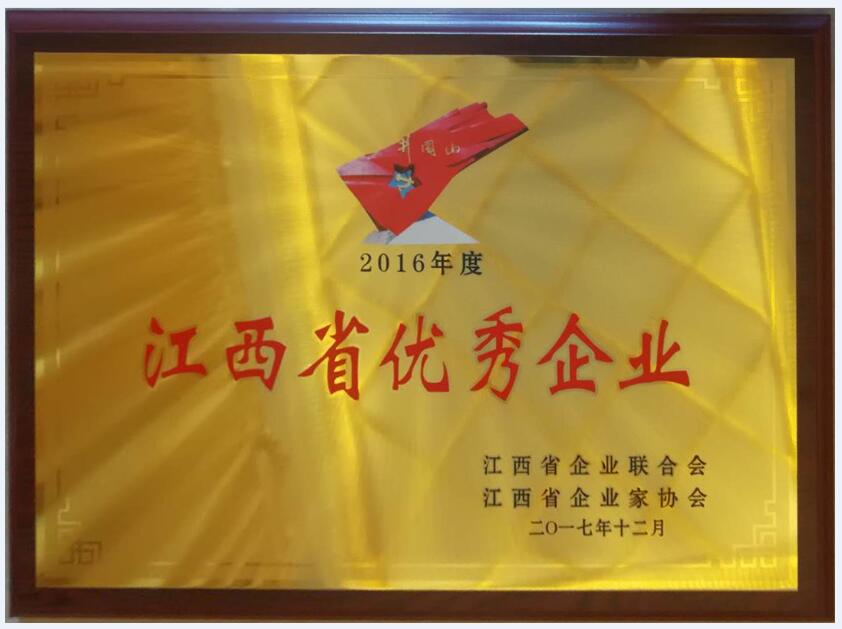 井冈山
2016年度
江西省优秀企业
江西省企业联合会
江西省企业家协会
二〇一七年十二月